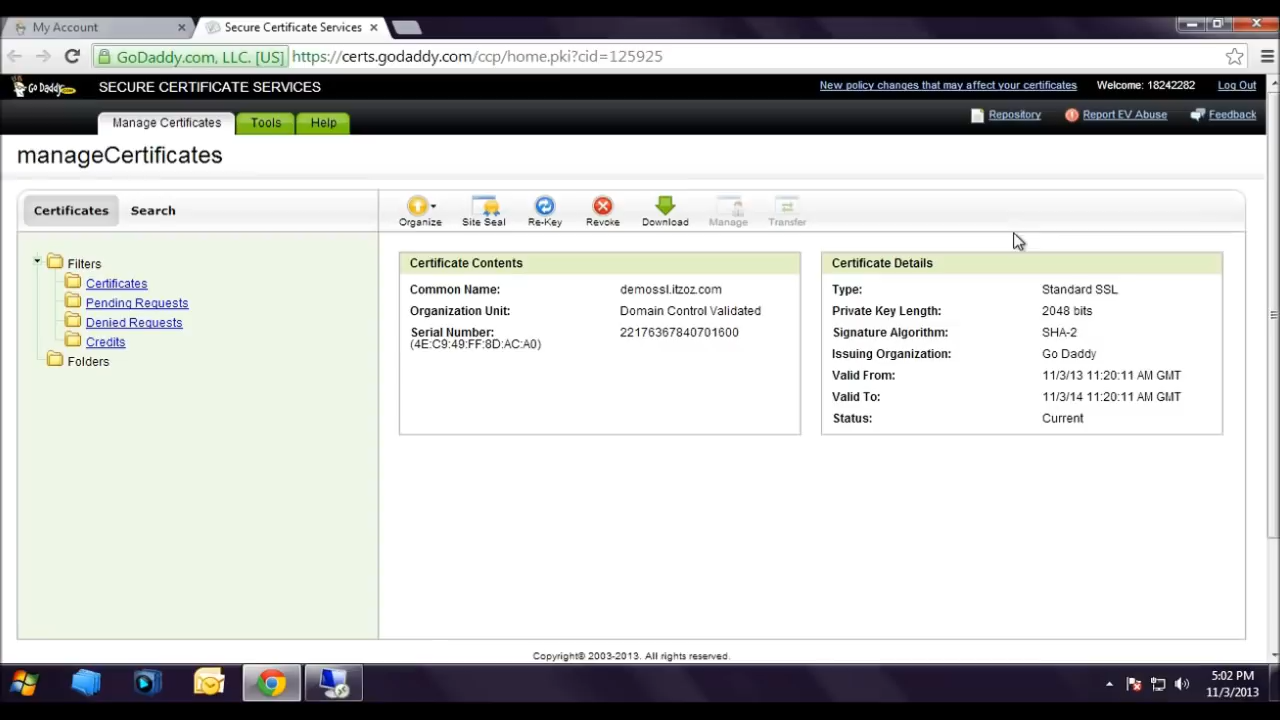 My Account
Secure Certificate Services
GoDaddy.com, LLC. [US] https://certs.godaddy.com/ccp/home.pki?cid=125925
Go Daddy SECURE CERTIFICATE SERVICES
New policy changes that may affect your certificates Welcome: 18242282 Log Out
Manage Certificates Tools Help
Repository Report EV Abuse Feedback
manageCertificates
Certificates Search
Organize Site Seal Re-Key Revoke Download Manage Transfer
Filters
Certificates
Pending Requests
Denied Requests
Credits
Folders
Certificate Contents
Common Name: demossl.itzoz.com
Organization Unit: Domain Control Validated
Serial Number: 22176367840701600
(4E:C9:49:FF:8D:AC:A0)
Certificate Details
Type: Standard SSL
Private Key Length: 2048 bits
Signature Algorithm: SHA-2
Issuing Organization: Go Daddy
Valid From: 11/3/13 11:20:11 AM GMT
Valid To: 11/3/14 11:20:11 AM GMT
Status: Current
Copyright© 2003-2013. All rights reserved.
5:02 PM
11/3/2013